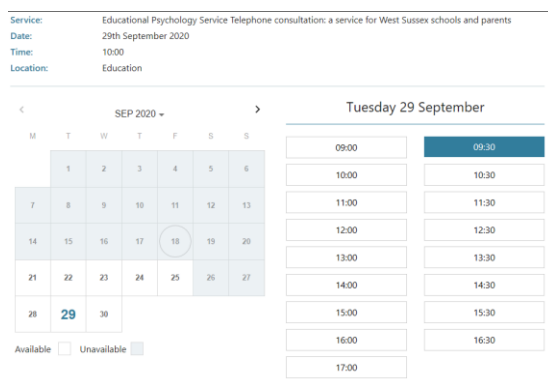 Service: Educational Psychology Service Telephone consultation: a service for West Sussex schools and parents
Date: 29th September 2020
Time: 10:00
Location: Education
< SEP 2020 >
M T W T F S S
1 2 3 4 5 6
7 8 9 10 11 12 13
14 15 16 17 18 19 20
21 22 23 24 25 26 27
28 29 30
Available Unavailable
Tuesday 29 September
09:00 09:30
10:00 10:30
11:00 11:30
12:00 12:30
13:00 13:30
14:00 14:30
15:00 15:30
16:00 16:30
17:00